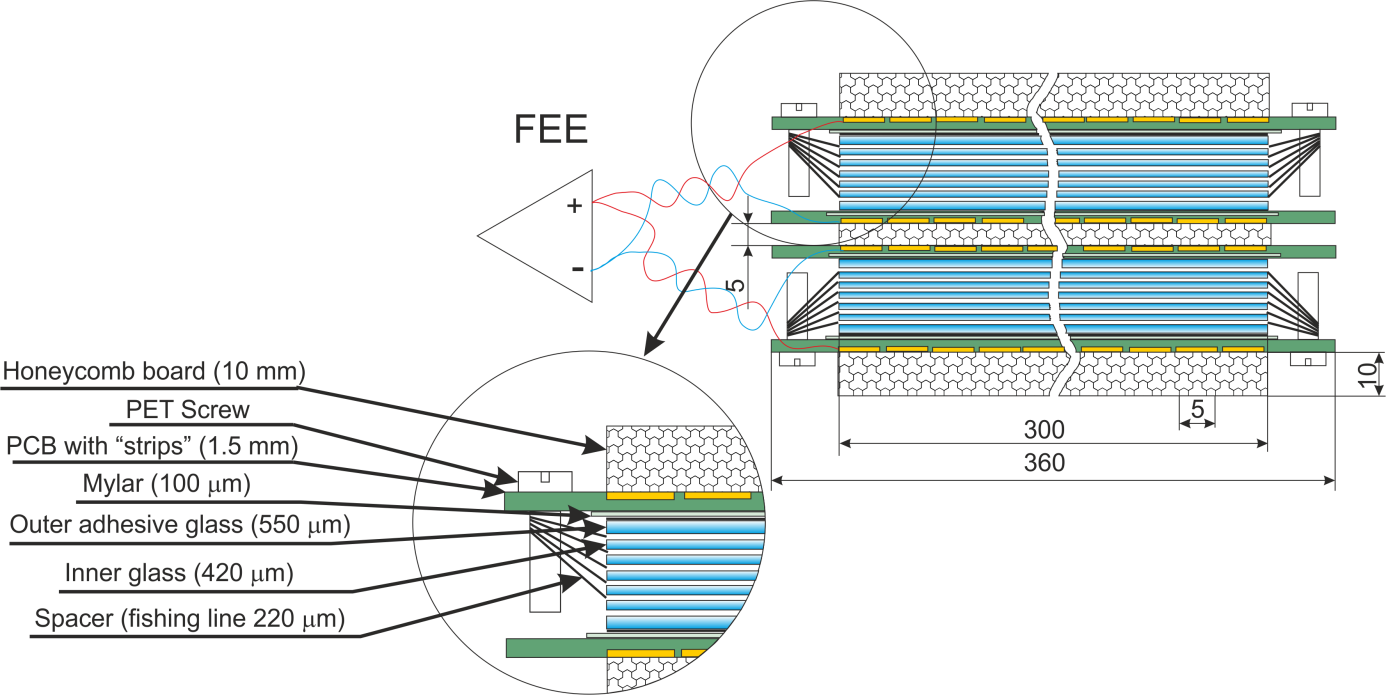 FEE
+
-
5
Honeycomb board (10 mm)
PET Screw
PCB with “strips” (1.5 mm)
Mylar (100 μm)
Outer adhesive glass (550 μm)
Inner glass (420 μm)
Spacer (fishing line 220 μm)
10
5
300
360